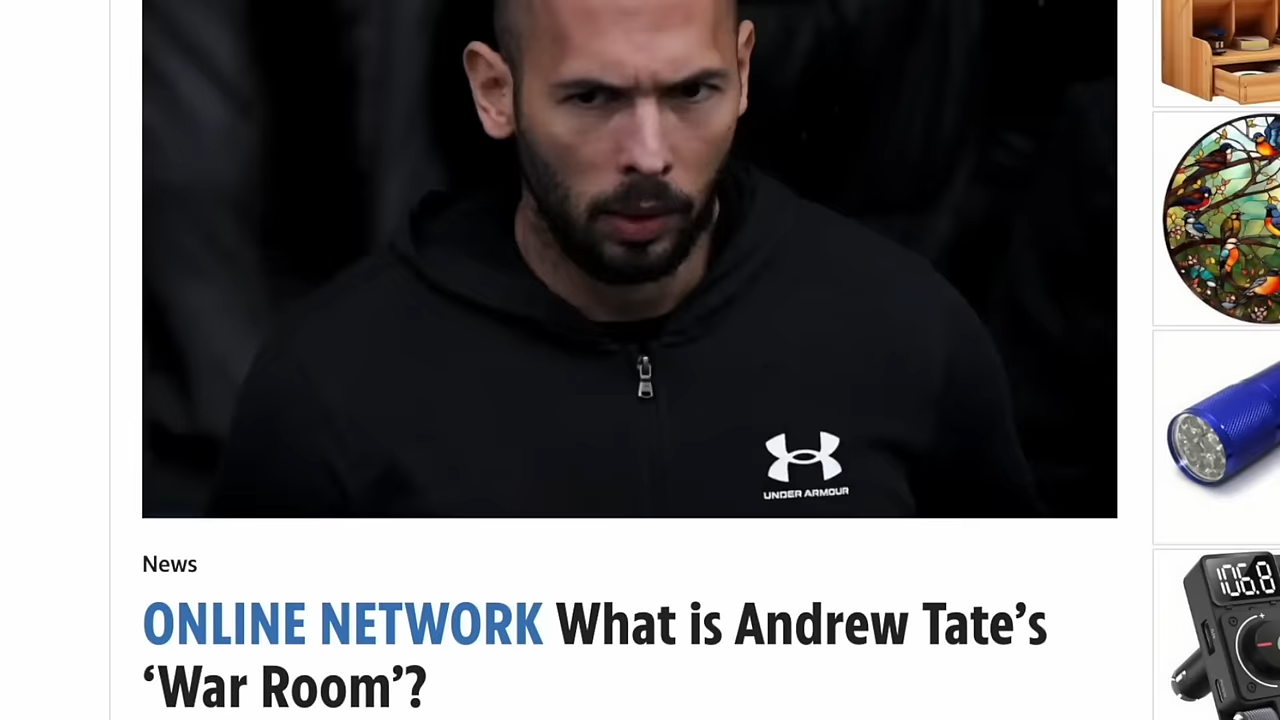 UNDER ARMOUR
106.8
News
ONLINE NETWORK What is Andrew Tate’s
‘War Room’?